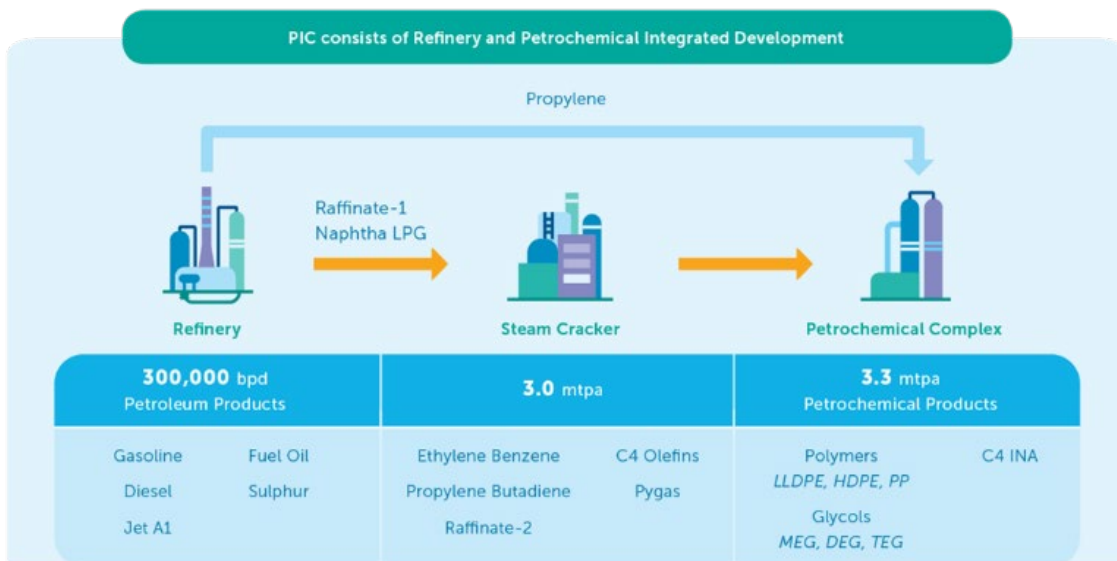 PIC consists of Refinery and Petrochemical Integrated Development
Propylene
Raffinate-1
Naphtha LPG
Refinery
Steam Cracker
Petrochemical Complex
300,000 bpd
Petroleum Products
3.0 mtpa
3.3 mtpa
Petrochemical Products
Gasoline
Fuel Oil
Diesel
Sulphur
Jet A1
Ethylene Benzene
C4 Olefins
Propylene Butadiene
Pygas
Raffinate-2
Polymers
LLDPE, HDPE, PP
C4 INA
Glycols
MEG, DEG, TEG